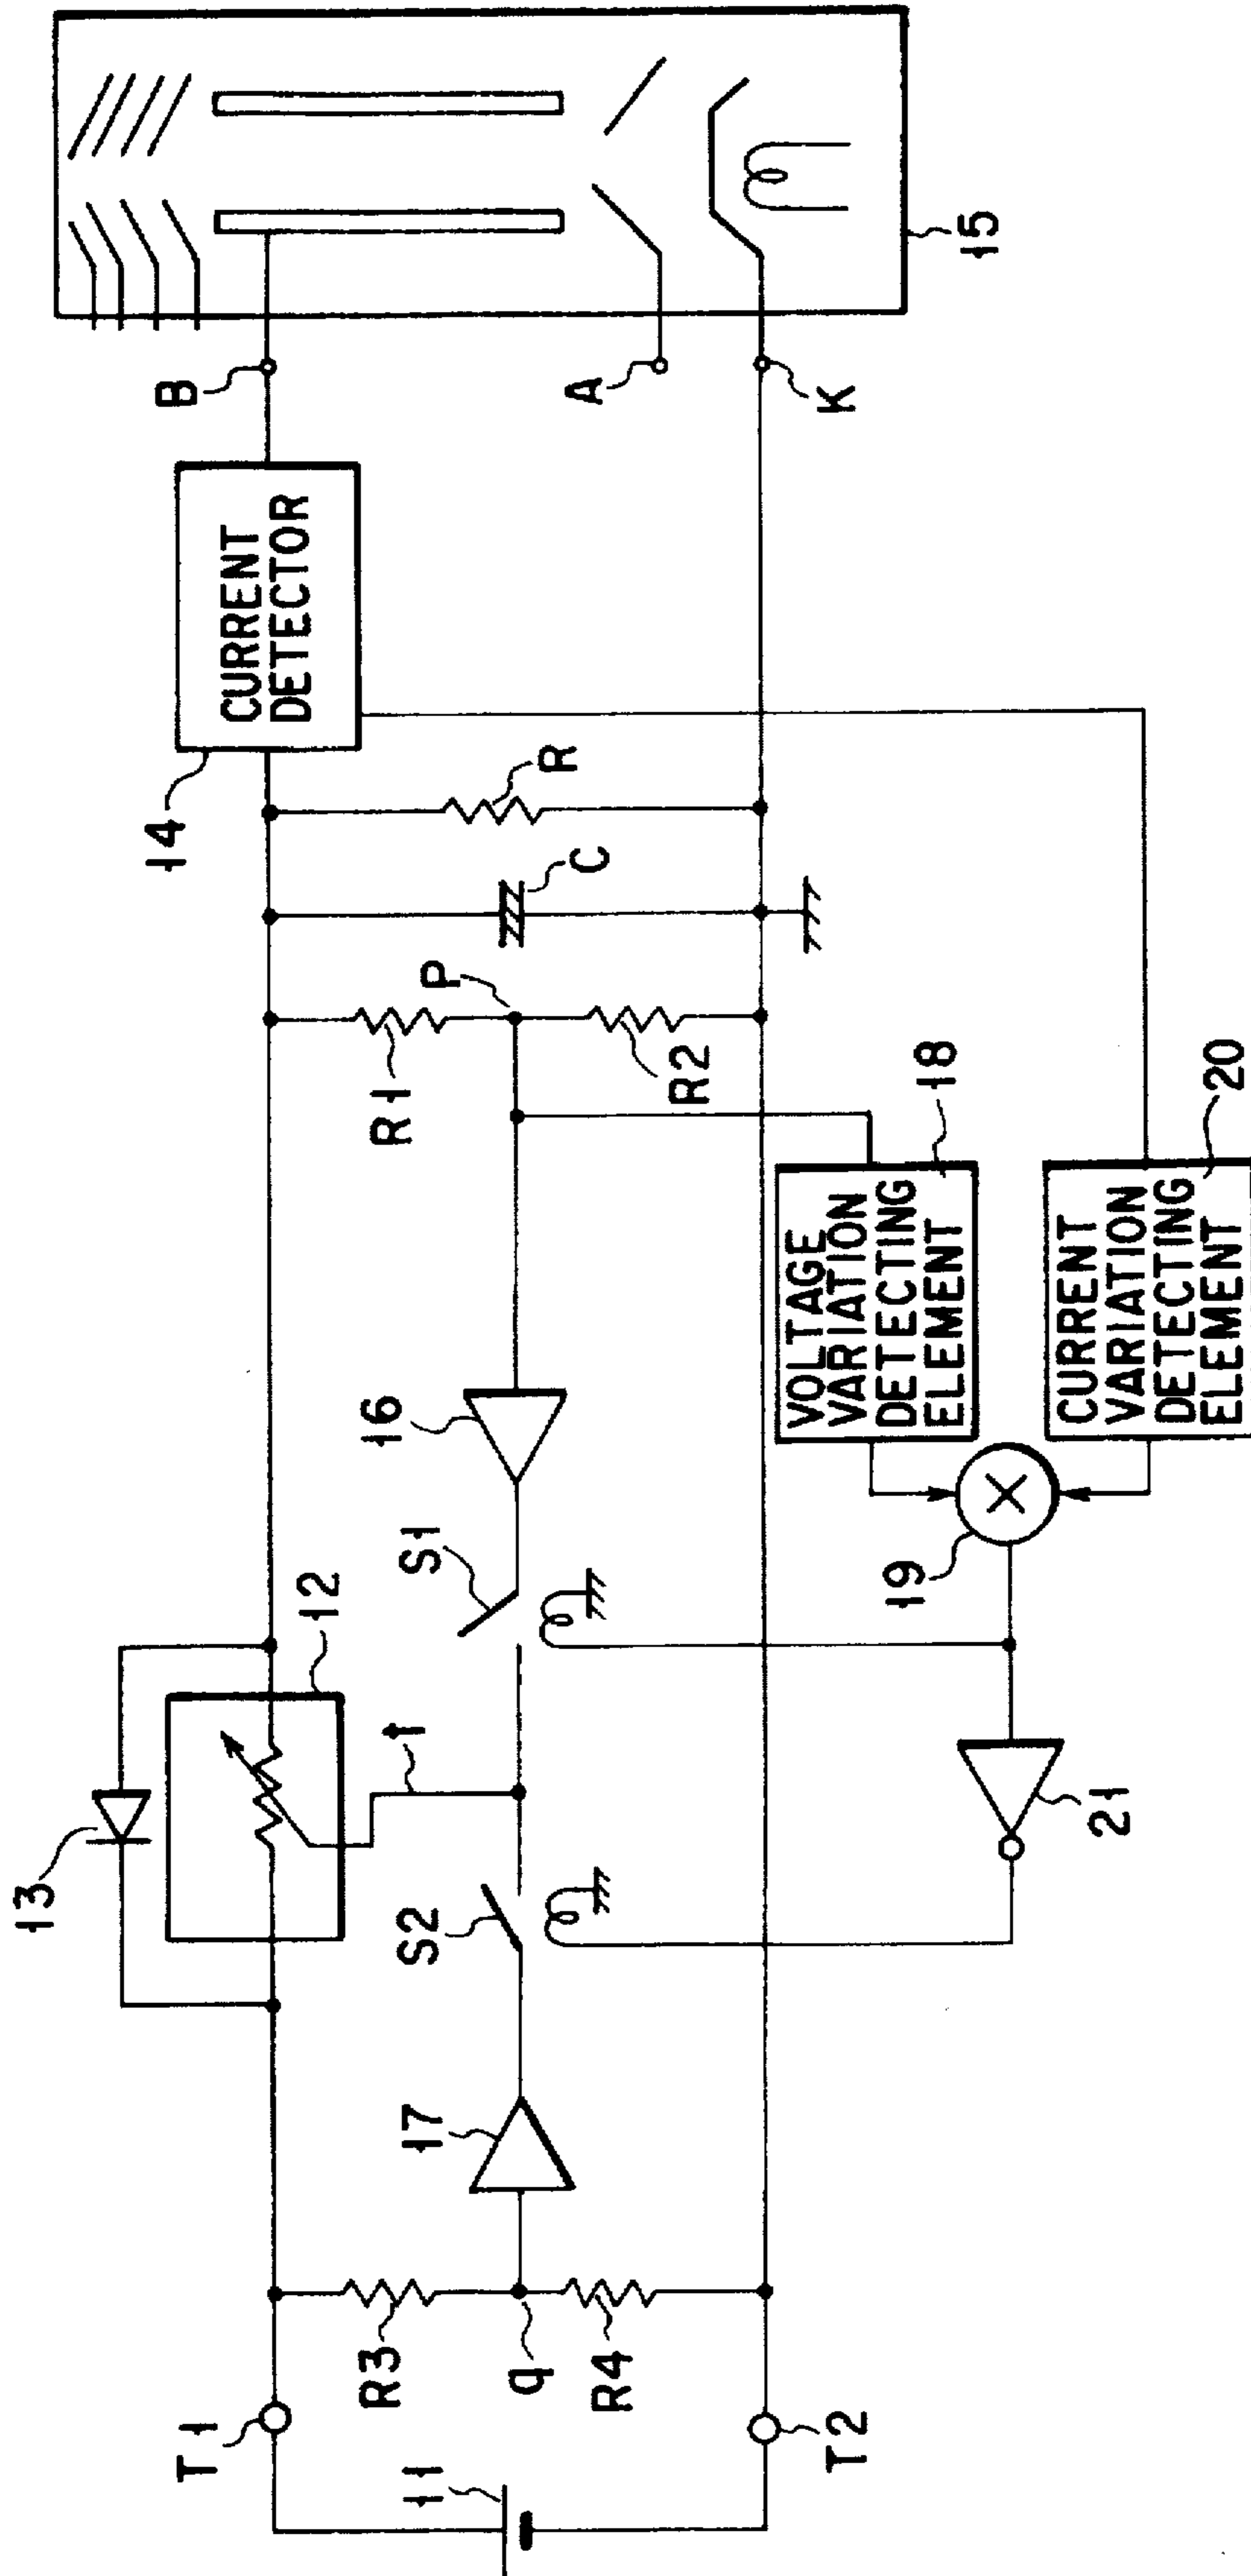 13
12
14
CURRENT
DETECTOR
B
T1
R3
q
R4
17
S2
t
S1
16
R1
P
R2
C
R
A
K
15
11
T2
21
19
VOLTAGE
VARIATION
DETECTING
ELEMENT
18
CURRENT
VARIATION
DETECTING
ELEMENT
20